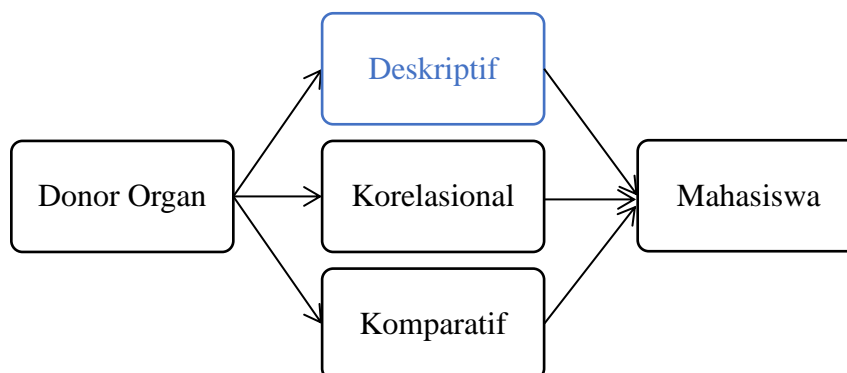 Deskriptif
Donor Organ
Korelasional
Mahasiswa
Komparatif